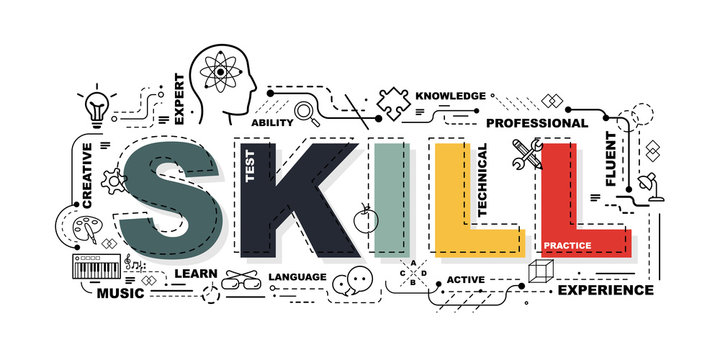 EXPERT
KNOWLEDGE
ABILITY
PROFESSIONAL
CREATIVE
SKILL
TEST
TECHNICAL
FLUENT
PRACTICE
LEARN
LANGUAGE
A
C D
B
ACTIVE
MUSIC
EXPERIENCE